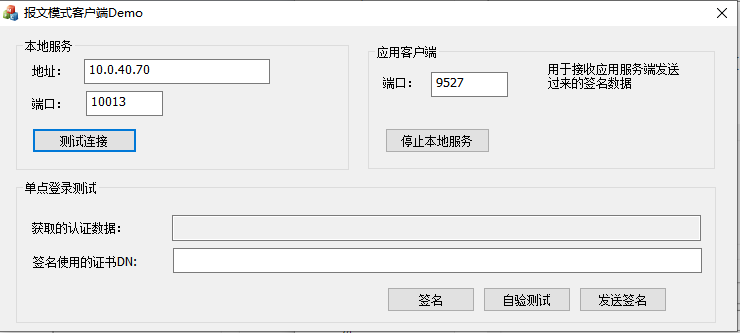 报文模式客户端Demo
本地服务
地址：
10.0.40.70
端口：
10013
测试连接
应用客户端
端口：
9527
用于接收应用服务端发送
过来的签名数据
停止本地服务
单点登录测试
获取的认证数据：
签名使用的证书DN:
签名
自验测试
发送签名